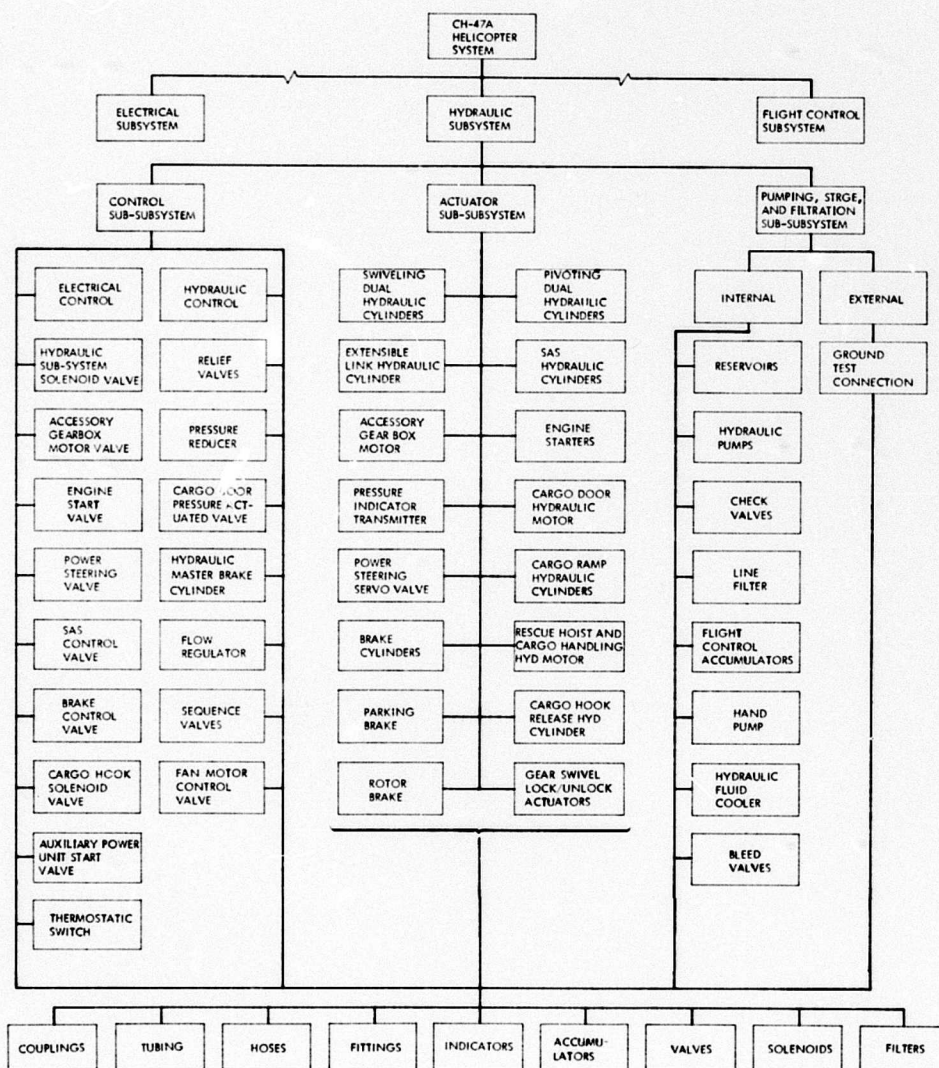 CH-47A
HELICOPTER
SYSTEM
ELECTRICAL
SUBSYSTEM
HYDRAULIC
SUBSYSTEM
FLIGHT CONTROL
SUBSYSTEM
CONTROL
SUB-SUBSYSTEM
ACTUATOR
SUB-SUBSYSTEM
PUMPING, STRGE,
AND FILTRATION
SUB-SUBSYSTEM
ELECTRICAL
CONTROL
HYDRAULIC
SUB-SYSTEM
SOLENOID VALVE
ACCESSORY
GEARBOX
MOTOR VALVE
ENGINE
START
VALVE
POWER
STEERING
VALVE
SAS
CONTROL
VALVE
BRAKE
CONTROL
VALVE
CARGO HOOK
SOLENOID
VALVE
AUXILIARY POWER
UNIT START
VALVE
THERMOSTATIC
SWITCH
HYDRAULIC
CONTROL
RELIEF
VALVES
PRESSURE
REDUCER
CARGO DOOR
PRESSURE ACT-
UATED VALVE
HYDRAULIC
MASTER BRAKE
CYLINDER
FLOW
REGULATOR
SEQUENCE
VALVES
FAN MOTOR
CONTROL
VALVE
SWIVELING
DUAL
HYDRAULIC
CYLINDERS
EXTENSIBLE
LINK HYDRAULIC
CYLINDER
ACCESSORY
GEAR BOX
MOTOR
PRESSURE
INDICATOR
TRANSMITTER
POWER
STEERING
SERVO VALVE
BRAKE
CYLINDERS
PARKING
BRAKE
ROTOR
BRAKE
PIVOTING
DUAL
HYDRAULIC
CYLINDERS
SAS
HYDRAULIC
CYLINDERS
ENGINE
STARTERS
CARGO DOOR
HYDRAULIC
MOTOR
CARGO RAMP
HYDRAULIC
CYLINDERS
RESCUE HOIST AND
CARGO HANDLING
HYD MOTOR
CARGO HOOK
RELEASE HYD
CYLINDER
GEAR SWIVEL
LOCK/UNLOCK
ACTUATORS
INTERNAL
RESERVOIRS
HYDRAULIC
PUMPS
CHECK
VALVES
LINE
FILTER
FLIGHT
CONTROL
ACCUMULATORS
HAND
PUMP
HYDRAULIC
FLUID
COOLER
BLEED
VALVES
EXTERNAL
GROUND
TEST
CONNECTION
COUPLINGS
TUBING
HOSES
FITTINGS
INDICATORS
ACCUMU-
LATORS
VALVES
SOLENOIDS
FILTERS